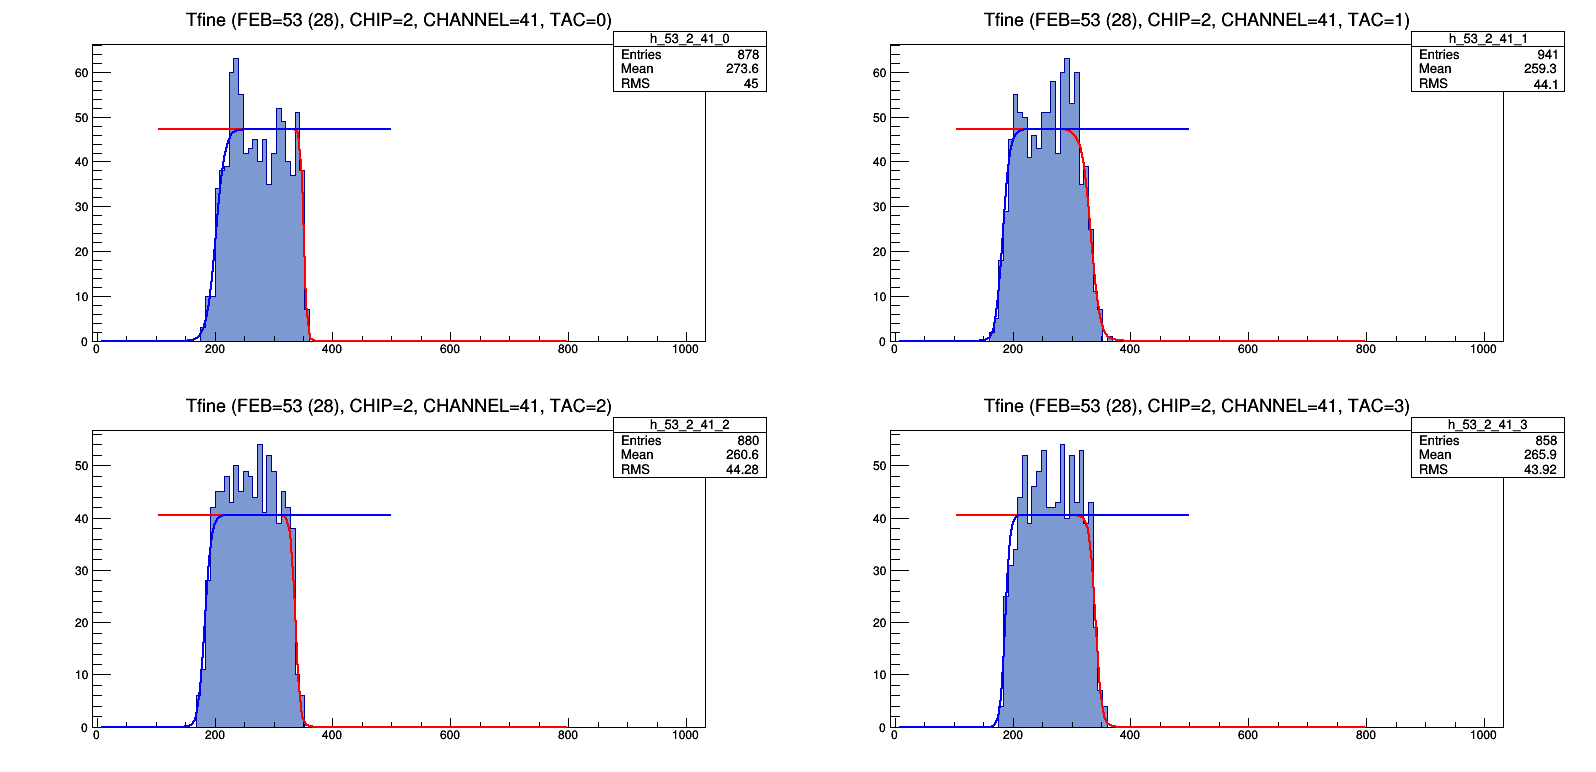 Tfine (FEB=53 (28), CHIP=2, CHANNEL=41, TAC=0)
h_53_2_41_0
Entries 878
Mean 273.6
RMS 45
60
50
40
30
20
10
0
0 200 400 600 800 1000
Tfine (FEB=53 (28), CHIP=2, CHANNEL=41, TAC=1)
h_53_2_41_1
Entries 941
Mean 259.3
RMS 44.1
60
50
40
30
20
10
0
0 200 400 600 800 1000
Tfine (FEB=53 (28), CHIP=2, CHANNEL=41, TAC=2)
h_53_2_41_2
Entries 880
Mean 260.6
RMS 44.28
50
40
30
20
10
0
0 200 400 600 800 1000
Tfine (FEB=53 (28), CHIP=2, CHANNEL=41, TAC=3)
h_53_2_41_3
Entries 858
Mean 265.9
RMS 43.92
50
40
30
20
10
0
0 200 400 600 800 1000